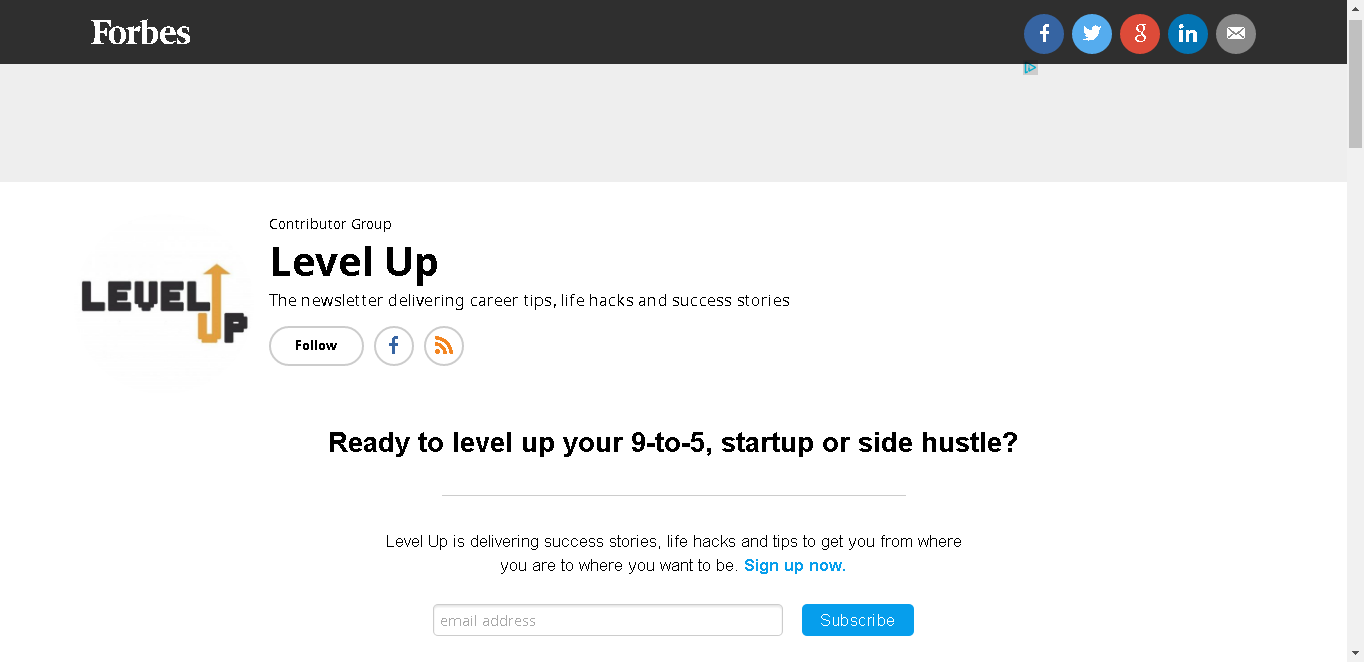 Forbes
Contributor Group
Level Up
The newsletter delivering career tips, life hacks and success stories
LEVEL UP
Follow
Ready to level up your 9-to-5, startup or side hustle?
Level Up is delivering success stories, life hacks and tips to get you from where
you are to where you want to be. Sign up now.
email address
Subscribe